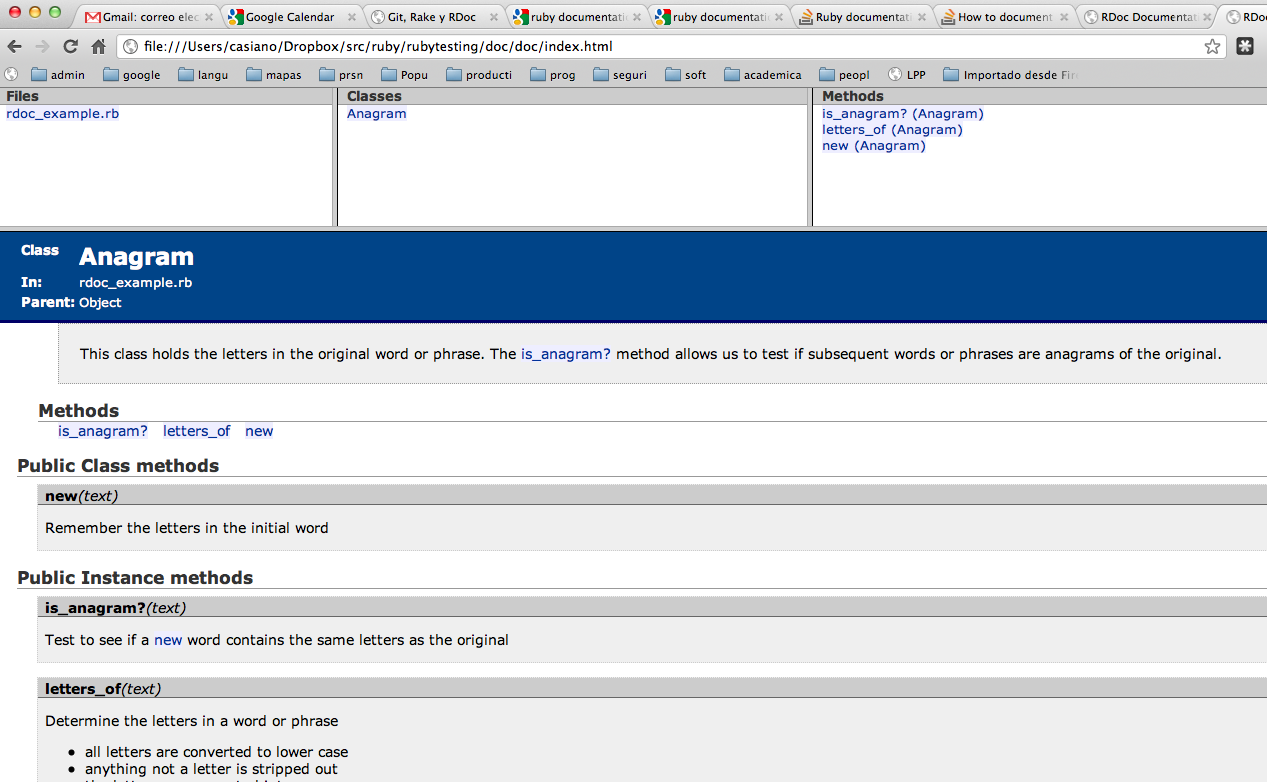 Gmail: correo elec
Google Calendar
Git, Rake y RDoc
ruby documentati
ruby documentat
Ruby documentati
How to document
RDoc Documentat
RDoc
file:///Users/casiano/Dropbox/src/ruby/rubytesting/doc/doc/index.html
admin google langu mapas prsn Popu producti prog seguri soft academica peopl LPP Importado desde Fir
Files Classes Methods
rdoc_example.rb Anagram is_anagram? (Anagram)
letters_of (Anagram)
new (Anagram)
Class Anagram
In: rdoc_example.rb
Parent: Object
This class holds the letters in the original word or phrase. The is_anagram? method allows us to test if subsequent words or phrases are anagrams of the original.
Methods
is_anagram? letters_of new
Public Class methods
new(text)
Remember the letters in the initial word
Public Instance methods
is_anagram?(text)
Test to see if a new word contains the same letters as the original
letters_of(text)
Determine the letters in a word or phrase
• all letters are converted to lower case
• anything not a letter is stripped out